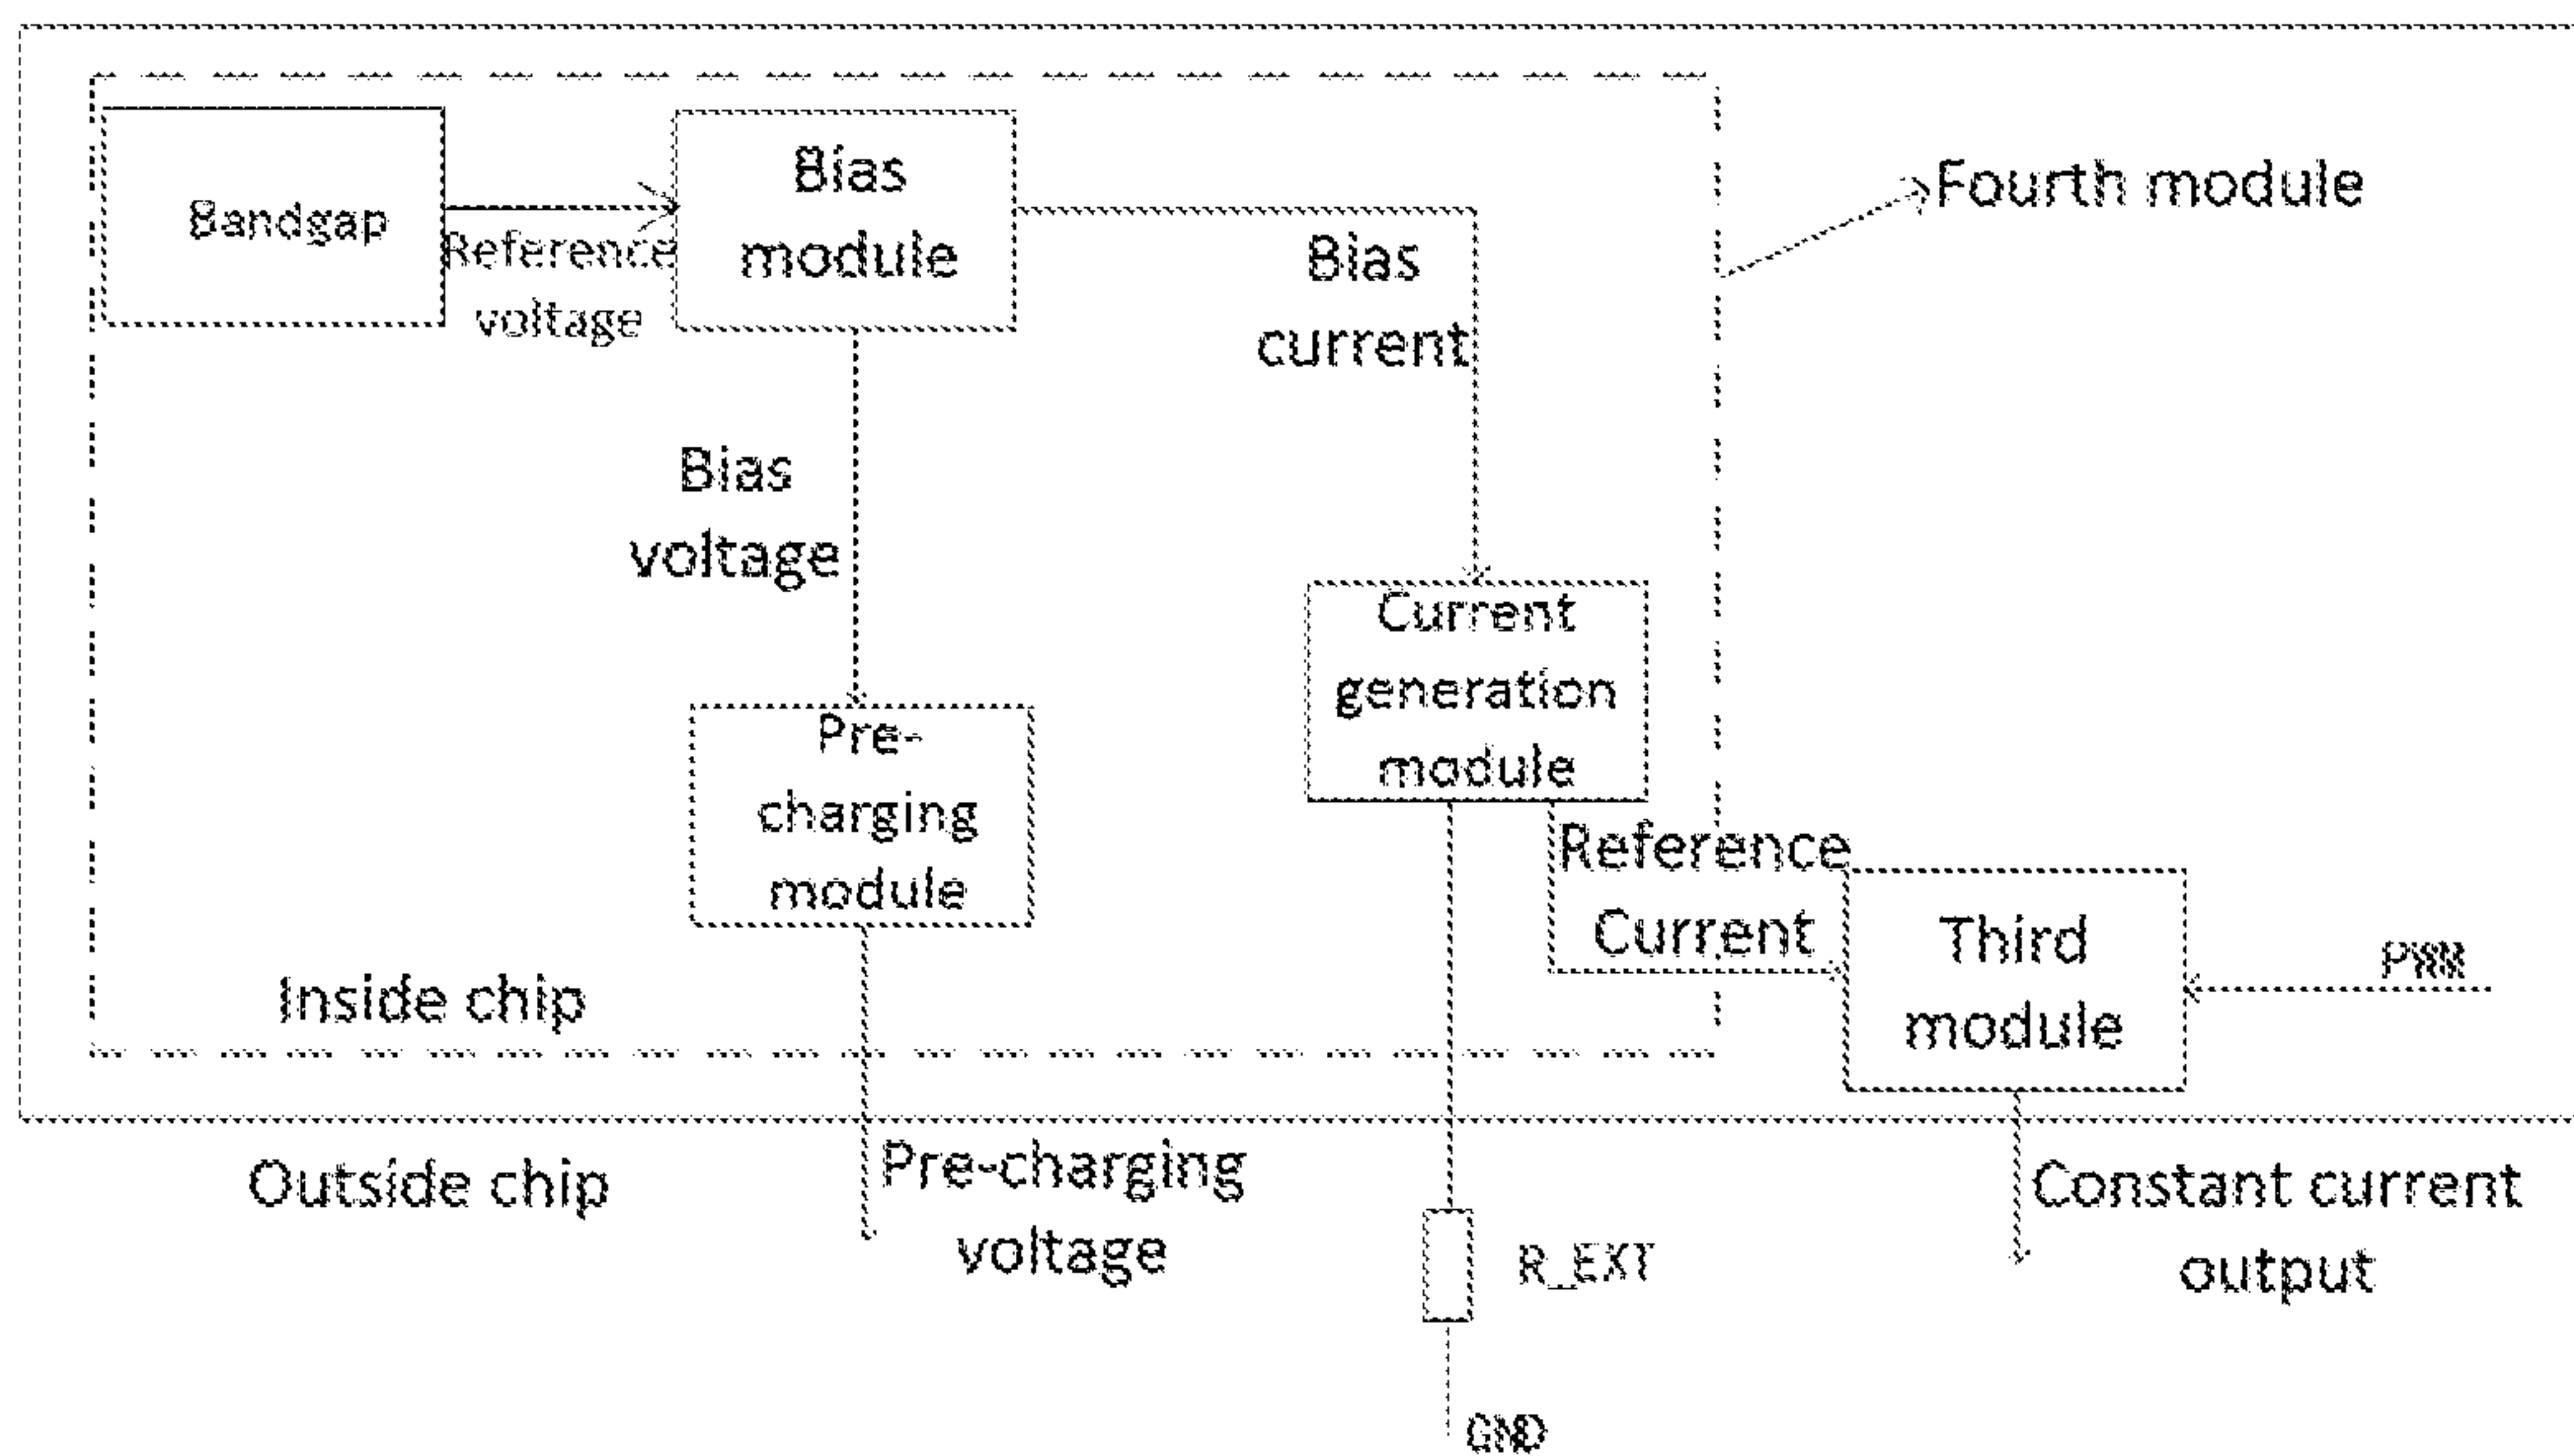 Bandgap
Reference
voltage
Bias
module
Bias
current
Fourth module
Bias
voltage
Current
generation
module
Pre-
charging
module
Reference
Current
Third
module
PWM
Inside chip
Outside chip
Pre-charging
voltage
R_EXT
Constant current
output
GND